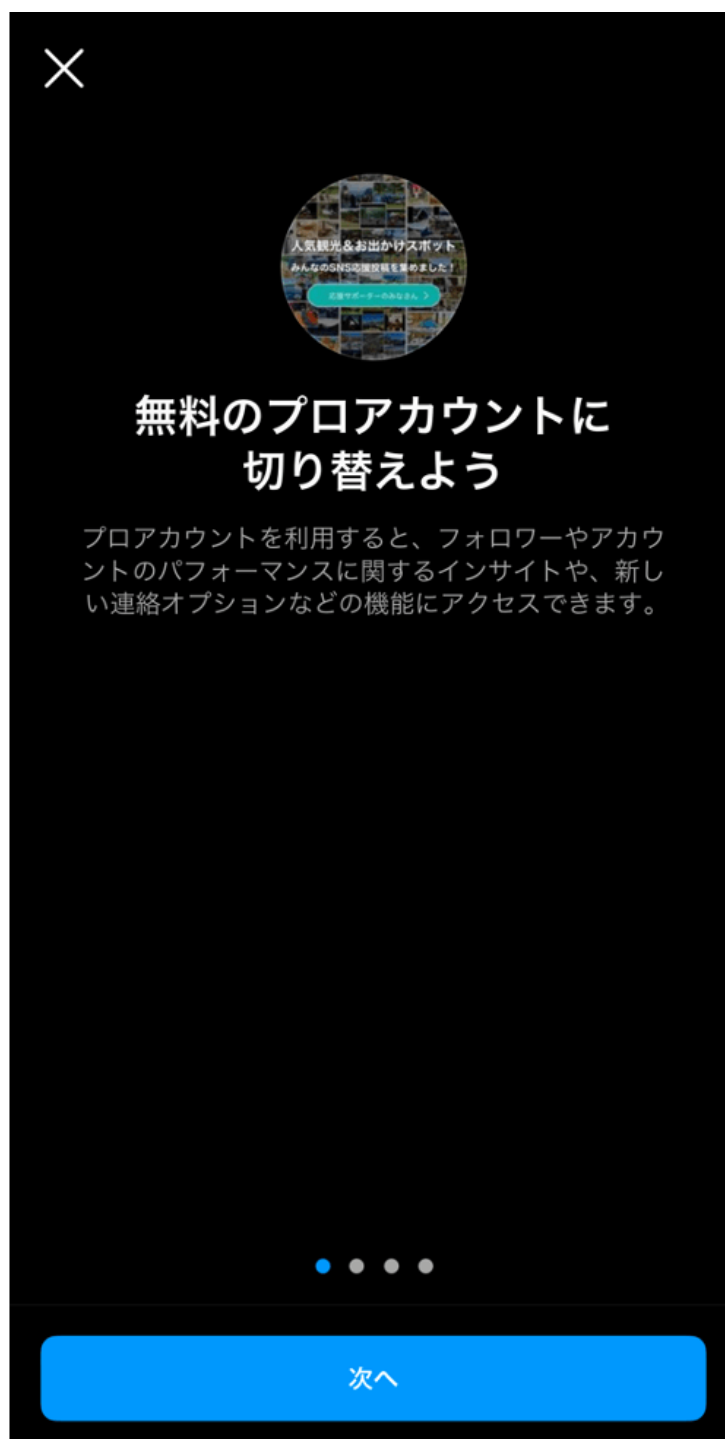 人気観光&お出かけスポット
みんなのSNS応援投稿を集めました！
応援サポーターのみなさん
無料のプロアカウントに
切り替えよう
プロアカウントを利用すると、フォロワーやアカウ
ントのパフォーマンスに関するインサイトや、新し
い連絡オプションなどの機能にアクセスできます。
次へ